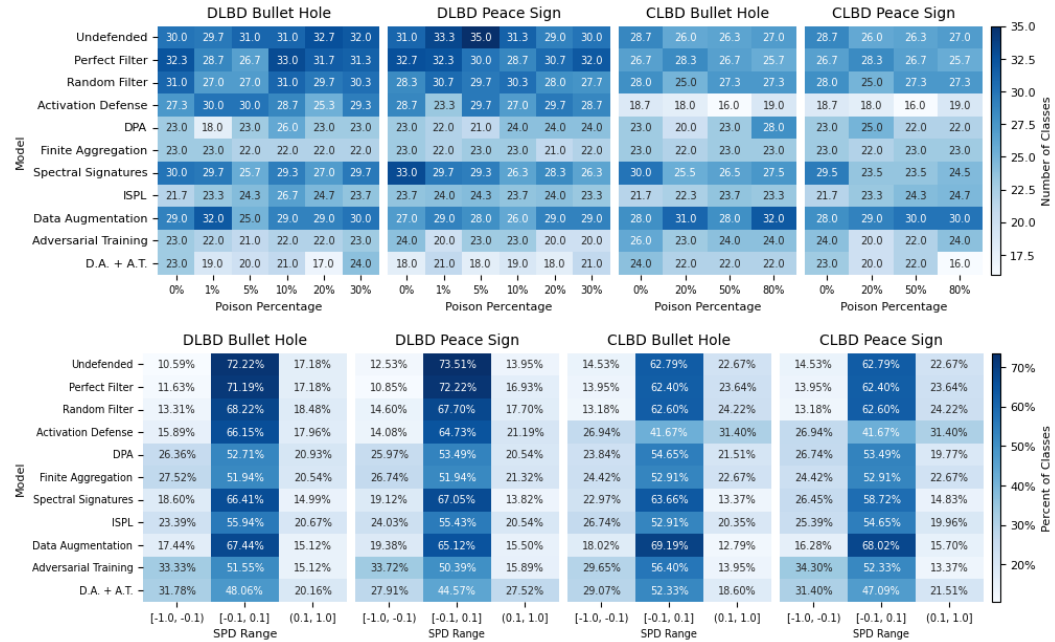 DLBD Bullet Hole DLBD Peace Sign CLBD Bullet Hole CLBD Peace Sign
Undefended 30.0 29.7 31.0 31.0 32.7 32.0 31.0 33.3 35.0 31.3 29.0 30.0 28.7 26.0 26.3 27.0 28.7 26.0 26.3 27.0
Perfect Filter 32.3 28.7 26.7 33.0 31.7 31.3 32.7 32.3 30.0 28.7 30.7 32.0 26.7 28.3 26.7 25.7 26.7 28.3 26.7 25.7
Random Filter 31.0 27.0 27.0 31.0 29.7 30.3 28.3 30.7 29.7 30.3 28.0 27.7 28.0 25.0 27.3 27.3 28.0 25.0 27.3 27.3
Activation Defense 27.3 30.0 30.0 28.7 25.3 29.3 28.7 23.3 29.7 27.0 29.7 28.7 18.7 18.0 16.0 19.0 18.7 18.0 16.0 19.0
DPA 23.0 18.0 23.0 26.0 23.0 23.0 23.0 22.0 21.0 24.0 24.0 24.0 23.0 20.0 23.0 28.0 23.0 25.0 22.0 22.0
Finite Aggregation 23.0 23.0 22.0 22.0 22.0 22.0 23.0 22.0 23.0 23.0 21.0 22.0 23.0 22.0 23.0 23.0 23.0 22.0 23.0 23.0
Spectral Signatures 30.0 29.7 25.7 29.3 27.0 29.7 33.0 29.7 29.3 26.3 28.3 26.3 30.0 25.5 26.5 27.5 29.5 23.5 23.5 24.5
ISPL 21.7 23.3 24.3 26.7 24.7 23.7 23.7 24.0 24.3 23.7 24.0 23.3 21.7 22.3 23.7 23.3 21.7 23.3 24.3 24.7
Data Augmentation 29.0 32.0 25.0 29.0 29.0 30.0 27.0 29.0 28.0 26.0 29.0 29.0 28.0 31.0 28.0 32.0 28.0 29.0 30.0 30.0
Adversarial Training 23.0 22.0 21.0 22.0 22.0 23.0 24.0 20.0 23.0 23.0 20.0 20.0 26.0 23.0 24.0 24.0 24.0 20.0 22.0 24.0
D.A. + A.T. 23.0 19.0 20.0 21.0 17.0 24.0 18.0 21.0 18.0 19.0 18.0 21.0 24.0 22.0 22.0 22.0 23.0 20.0 22.0 16.0
0% 1% 5% 10% 20% 30% 0% 1% 5% 10% 20% 30% 0% 20% 50% 80% 0% 20% 50% 80%
Poison Percentage Poison Percentage Poison Percentage Poison Percentage
Model
35.0
32.5
30.0
27.5
25.0
22.5
20.0
17.5
Number of Classes
DLBD Bullet Hole DLBD Peace Sign CLBD Bullet Hole CLBD Peace Sign
Undefended 10.59% 72.22% 17.18% 12.53% 73.51% 13.95% 14.53% 62.79% 22.67% 14.53% 62.79% 22.67%
Perfect Filter 11.63% 71.19% 17.18% 10.85% 72.22% 16.93% 13.95% 62.40% 23.64% 13.95% 62.40% 23.64%
Random Filter 13.31% 68.22% 18.48% 14.60% 67.70% 17.70% 13.18% 62.60% 24.22% 13.18% 62.60% 24.22%
Activation Defense 15.89% 66.15% 17.96% 14.08% 64.73% 21.19% 26.94% 41.67% 31.40% 26.94% 41.67% 31.40%
DPA 26.36% 52.71% 20.93% 25.97% 53.49% 20.54% 23.84% 54.65% 21.51% 26.74% 53.49% 19.77%
Finite Aggregation 27.52% 51.94% 20.54% 26.74% 51.94% 21.32% 24.42% 52.91% 22.67% 24.42% 52.91% 22.67%
Spectral Signatures 18.60% 66.41% 14.99% 19.12% 67.05% 13.82% 22.97% 63.66% 13.37% 26.45% 58.72% 14.83%
ISPL 23.39% 55.94% 20.67% 24.03% 55.43% 20.54% 26.74% 52.91% 20.35% 25.39% 54.65% 19.96%
Data Augmentation 17.44% 67.44% 15.12% 19.38% 65.12% 15.50% 18.02% 69.19% 12.79% 16.28% 68.02% 15.70%
Adversarial Training 33.33% 51.55% 15.12% 33.72% 50.39% 15.89% 29.65% 56.40% 13.95% 34.30% 52.33% 13.37%
D.A. + A.T. 31.78% 48.06% 20.16% 27.91% 44.57% 27.52% 29.07% 52.33% 18.60% 31.40% 47.09% 21.51%
[-1.0, -0.1) [-0.1, 0.1] (0.1, 1.0] [-1.0, -0.1) [-0.1, 0.1] (0.1, 1.0] [-1.0, -0.1) [-0.1, 0.1] (0.1, 1.0] [-1.0, -0.1) [-0.1, 0.1] (0.1, 1.0]
SPD Range SPD Range SPD Range SPD Range
Model
70%
60%
50%
40%
30%
20%
Percent of Classes